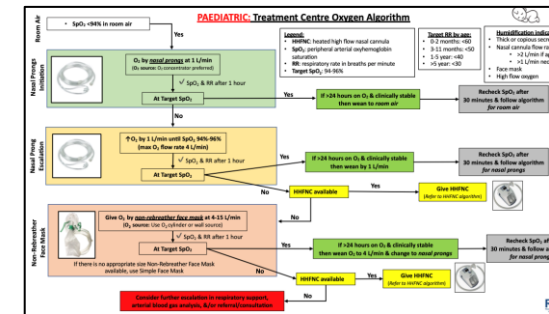 PAEDIATRIC: Treatment Centre Oxygen Algorithm
Room Air
• SpO₂ <94% in room air
Yes
Legend:
• HHFNC: heated high flow nasal cannula
• SpO₂: peripheral arterial oxyhemoglobin
saturation
• RR: respiratory rate in breaths per minute
• Target SpO₂: 94-96%
Target RR by age:
• 0-2 months: <60
• 3-11 months: <50
• 1-5 year: <40
• >5 year: <30
Humidification indica
• Thick or copious secre
• Nasal cannula flow ra
• >2 L/min if a
• >1 L/min nec
• Face mask
• High flow oxygen
Nasal Prongs
Initiation
O₂ by nasal prongs at 1 L/min
(O₂ source: O₂ concentrator preferred)
✓ SpO₂ & RR after 1 hour
At Target SpO₂
Yes
If >24 hours on O₂ & clinically stable
then wean to room air
Recheck SpO₂ after
30 minutes & follow algorithm
for room air
No
Nasal Prong
Escalation
↑O₂ by 1 L/min until SpO₂ 94%-96%
(max O₂ flow rate 4 L/min)
✓ SpO₂ & RR after 1 hour
At Target SpO₂
Yes
If >24 hours on O₂ & clinically stable
then wean by 1 L/min
Recheck SpO₂ after
30 minutes & follow algorithm
for nasal prongs
No
HHFNC available
Yes
Give HHFNC
(Refer to HHFNC algorithm)
No
Non-Rebreather
Face Mask
Give O₂ by non-rebreather face mask at 4-15 L/min
(O₂ source: Use O₂ cylinder or wall source)
✓ SpO₂ & RR after 1 hour
At Target SpO₂
If there is no appropriate size Non-Rebreather Face Mask
available, use Simple Face Mask
Yes
If >24 hours on O₂ & clinically stable
then wean O₂ to 4 L/min & change to nasal prongs
Recheck SpO₂ aft
30 minutes & follow a
for nasal prong
No
HHFNC available
Yes
Give HHFNC
(Refer to HHFNC algorithm)
No
Consider further escalation in respiratory support,
arterial blood gas analysis, &/or referral/consultation